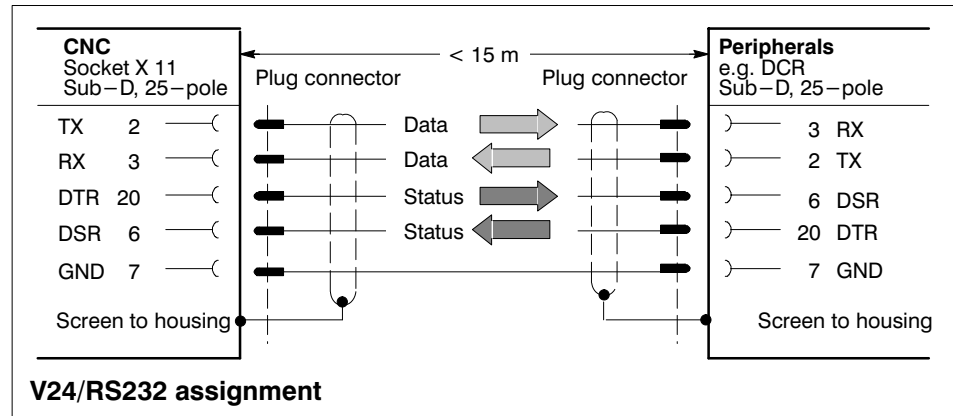 CNC
Socket X 11
Sub–D, 25–pole
< 15 m
Peripherals
e.g. DCR
Sub–D, 25–pole
Plug connector
Plug connector
TX 2
Data
3 RX
RX 3
Data
2 TX
DTR 20
Status
6 DSR
DSR 6
Status
20 DTR
GND 7
7 GND
Screen to housing
Screen to housing
V24/RS232 assignment